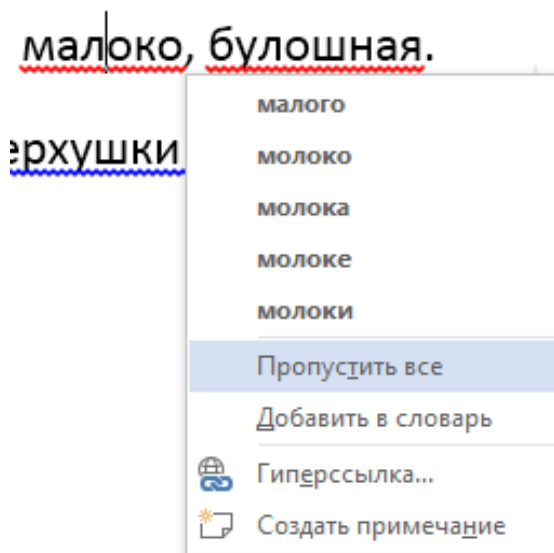 малоко, булошная.
ерхушки
малого
молоко
молока
молоке
молоки
Пропустить все
Добавить в словарь
Гиперссылка...
Создать примечание